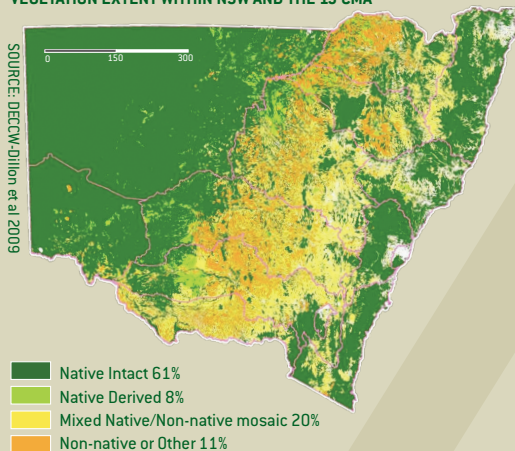 VEGETATION EXTENT WITHIN NSW AND THE 13 CMA
0 150 300
SOURCE: DECCW-Dillon et al 2009
Native Intact 61%
Native Derived 8%
Mixed Native/Non-native mosaic 20%
Non-native or Other 11%